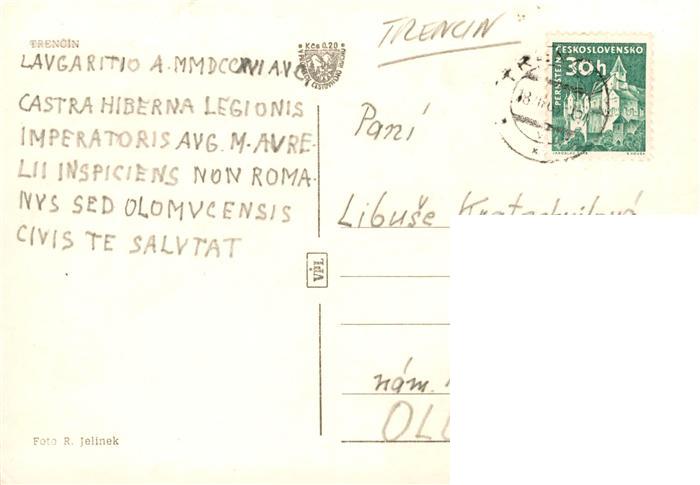 TRENČÍN
LAVGARITIO A. MMDCCXVI AVC
CASTRA HIBERNA LEGIONIS
IMPERATORIS AVG. M. AVRE-
LII INSPICIENS NON ROMA-
NVS SED OLOMVCENSIS
CIVIS TE SALVTAT
Foto R. Jelínek
Kčs 0.20
TRENCIN
ČESKOSLOVENSKO
30h
PERNŠTEJN
Paní
Libuše
nám.
OL